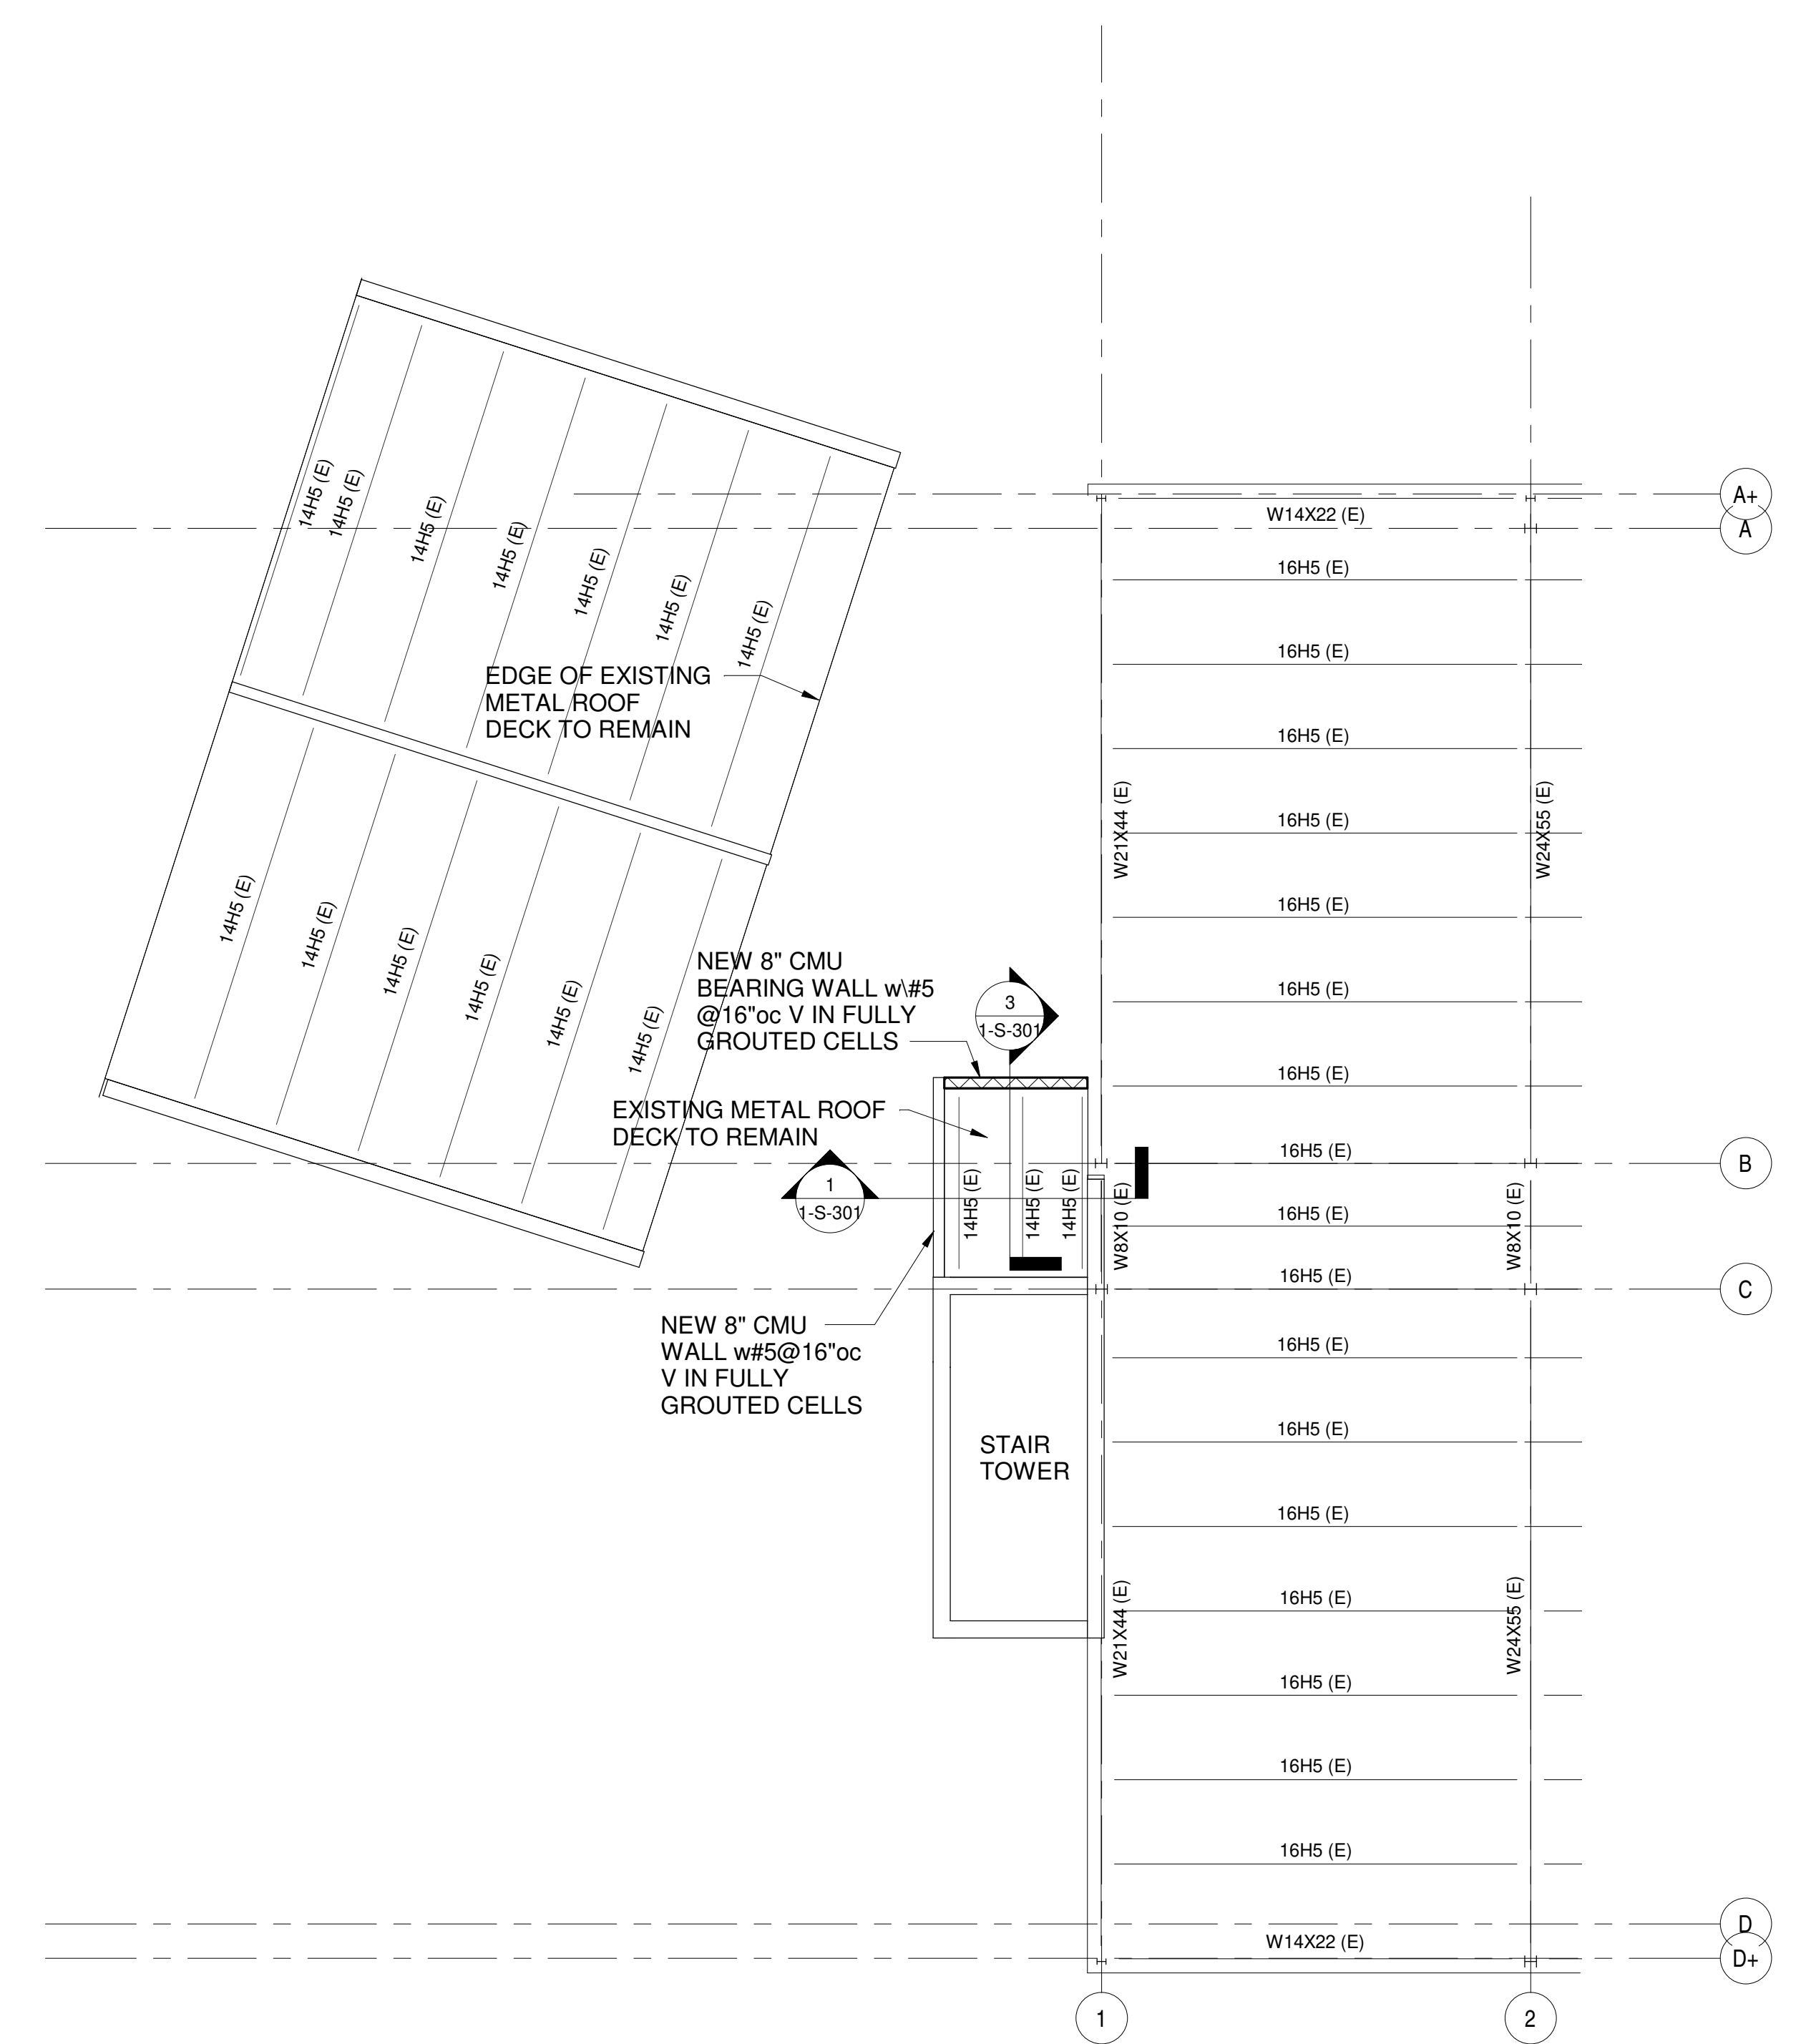 A+
W14X22 (E)
A
16H5 (E)
16H5 (E)
16H5 (E)
16H5 (E)
16H5 (E)
16H5 (E)
16H5 (E)
W21X44 (E)
W24X55 (E)
14H5 (E)
14H5 (E)
14H5 (E)
14H5 (E)
14H5 (E)
14H5 (E)
14H5 (E)
EDGE OF EXISTING
METAL ROOF
DECK TO REMAIN
14H5 (E)
14H5 (E)
14H5 (E)
14H5 (E)
14H5 (E)
14H5 (E)
NEW 8" CMU
BEARING WALL w\#5
@16"oc V IN FULLY
GROUTED CELLS
3
1-S-301
EXISTING METAL ROOF
DECK TO REMAIN
16H5 (E)
B
1
1-S-301
14H5 (E)
14H5 (E)
14H5 (E)
W8X10 (E)
16H5 (E)
W8X10 (E)
16H5 (E)
C
NEW 8" CMU
WALL w#5@16"oc
V IN FULLY
GROUTED CELLS
STAIR
TOWER
16H5 (E)
16H5 (E)
16H5 (E)
16H5 (E)
16H5 (E)
16H5 (E)
16H5 (E)
W21X44 (E)
W24X55 (E)
D
W14X22 (E)
D+
1
2